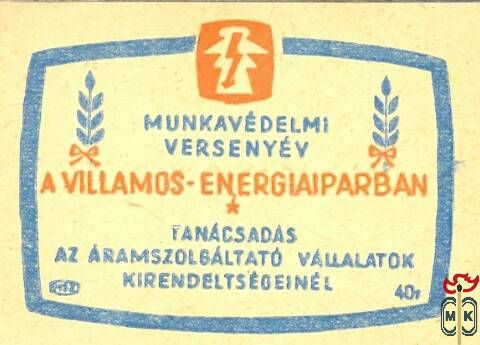 MUNKAVÉDELMI
VERSENYÉV
A VILLAMOS-ENERGIAIPARBAN
TANÁCSADÁS
AZ ÁRAMSZOLGÁLTATÓ VÁLLALATOK
KIRENDELTSÉGEINÉL
40f
MK